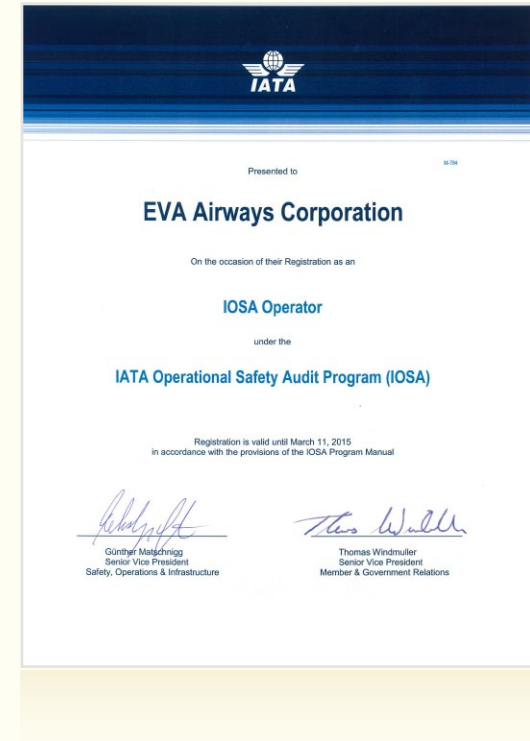 IATA
M-784
Presented to
EVA Airways Corporation
On the occasion of their Registration as an
IOSA Operator
under the
IATA Operational Safety Audit Program (IOSA)
Registration is valid until March 11, 2015
in accordance with the provisions of the IOSA Program Manual
Günther Matschnigg
Senior Vice President
Safety, Operations & Infrastructure
Thomas Windmuller
Senior Vice President
Member & Government Relations